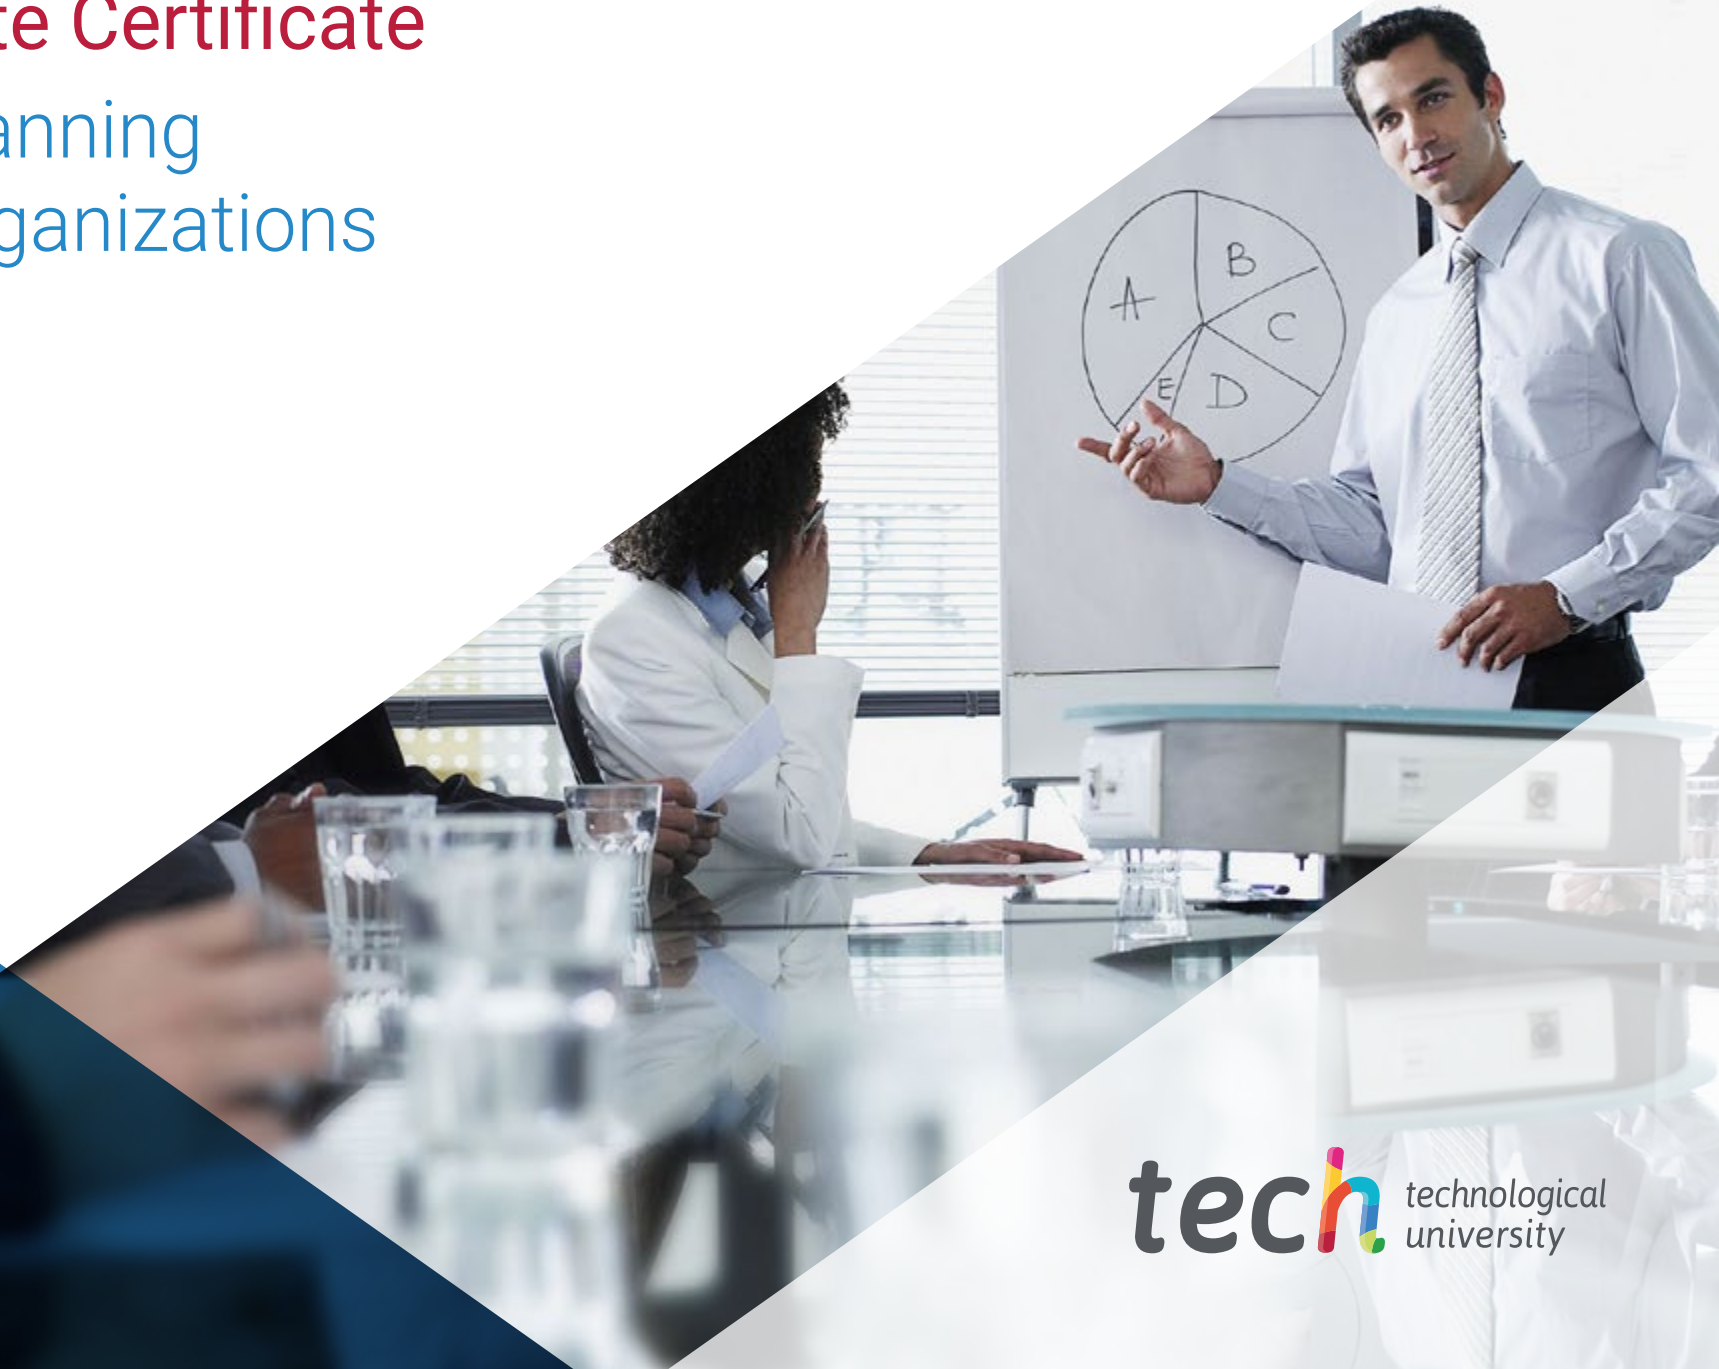 te Certificate
anning
ganizations
A
B
C
D
E
tech technological
university